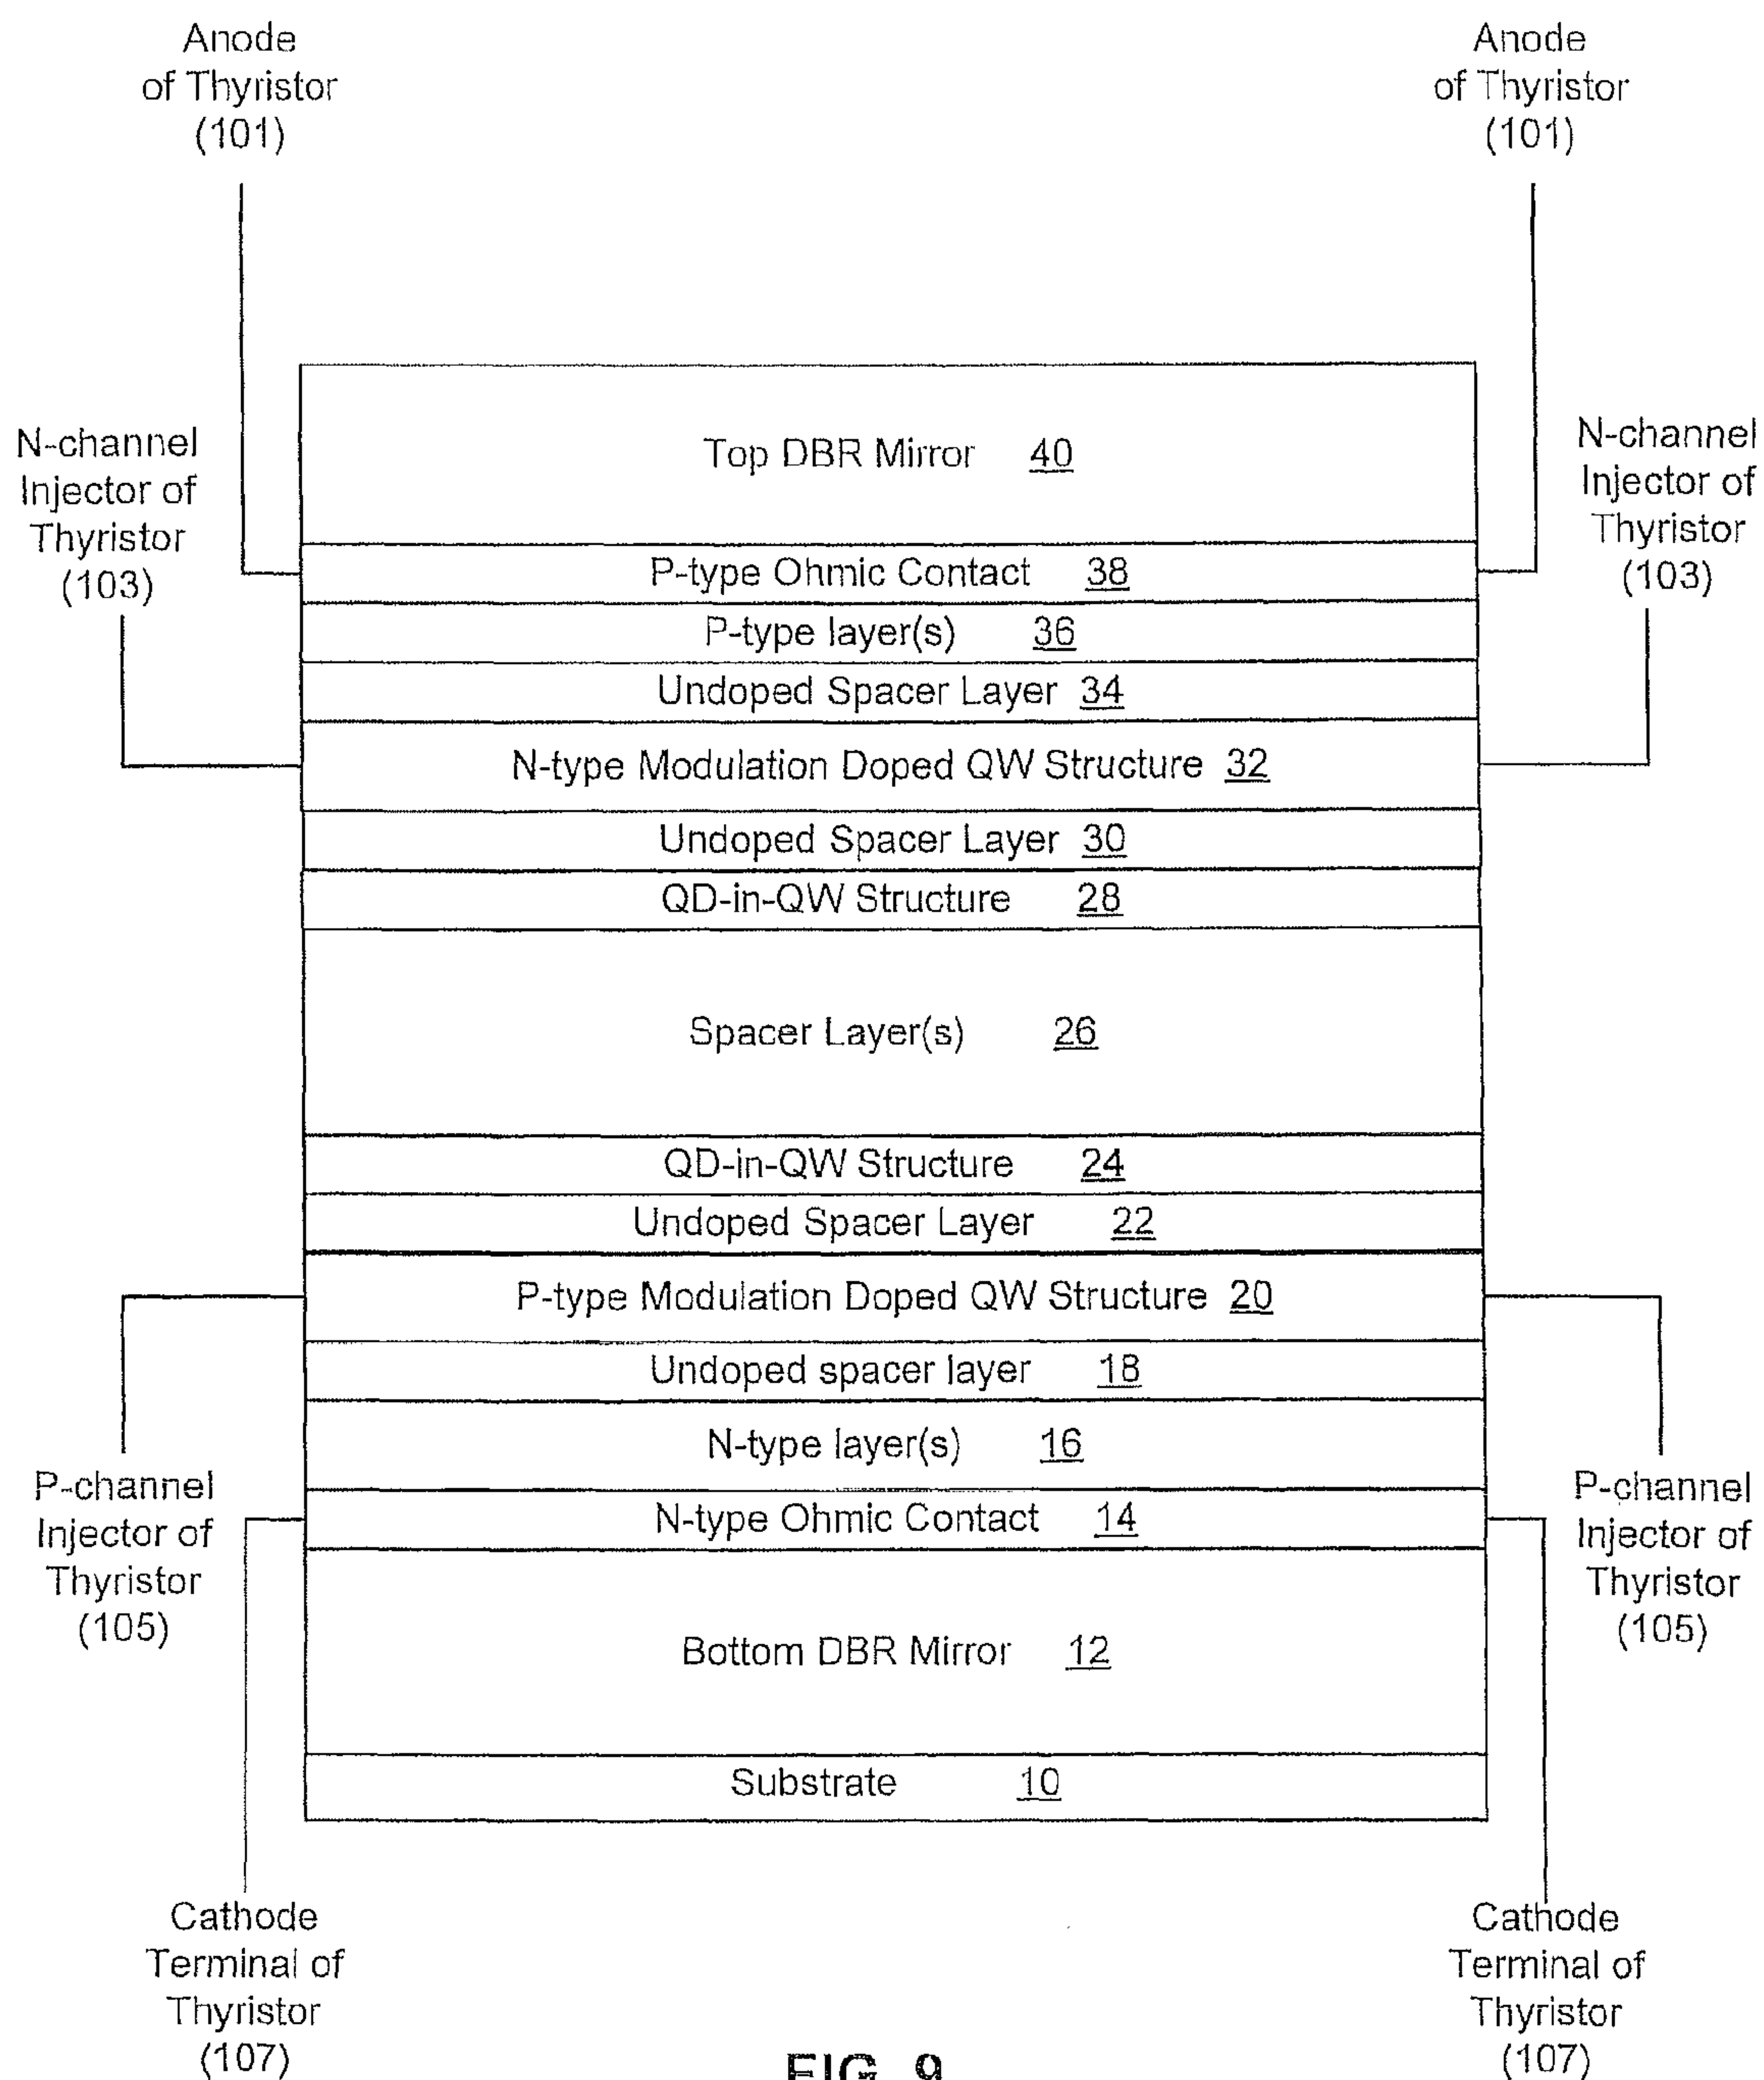 Anode
of Thyristor
(101)
Anode
of Thyristor
(101)
N-channel
Injector of
Thyristor
(103)
N-channel
Injector of
Thyristor
(103)
Top DBR Mirror 40
P-type Ohmic Contact 38
P-type layer(s) 36
Undoped Spacer Layer 34
N-type Modulation Doped QW Structure 32
Undoped Spacer Layer 30
QD-in-QW Structure 28
Spacer Layer(s) 26
QD-in-QW Structure 24
Undoped Spacer Layer 22
P-type Modulation Doped QW Structure 20
Undoped spacer layer 18
N-type layer(s) 16
N-type Ohmic Contact 14
Bottom DBR Mirror 12
Substrate 10
P-channel
Injector of
Thyristor
(105)
P-channel
Injector of
Thyristor
(105)
Cathode
Terminal of
Thyristor
(107)
Cathode
Terminal of
Thyristor
(107)
FIG. 9